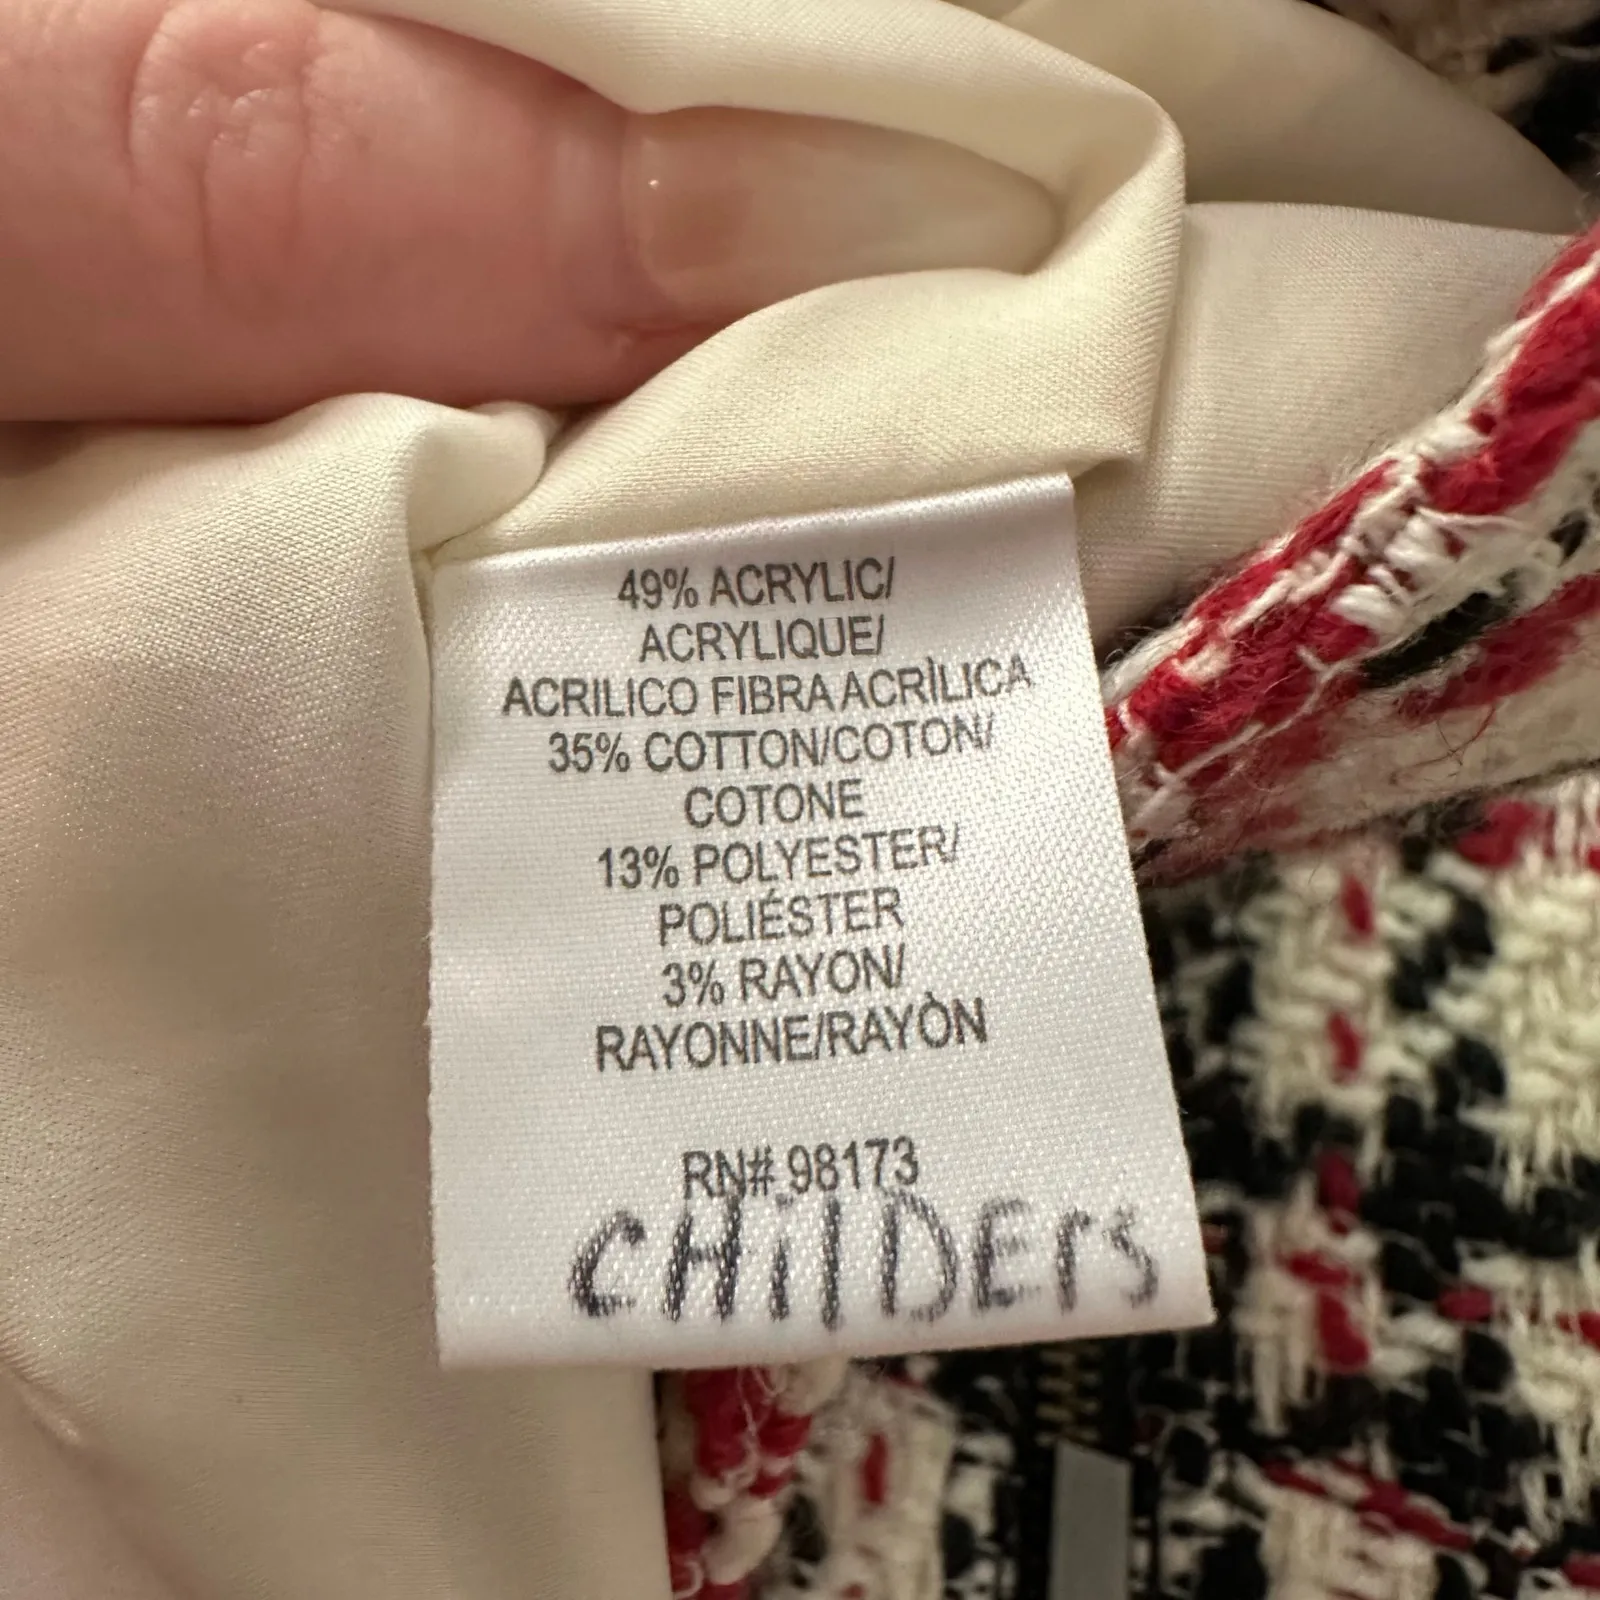 49% ACRYLIC/
ACRYLIQUE/
ACRILICO FIBRA ACRÌLICA
35% COTTON/COTON/
COTONE
13% POLYESTER/
POLIÉSTER
3% RAYON/
RAYONNE/RAYÒN
RN# 98173
CHilDErs